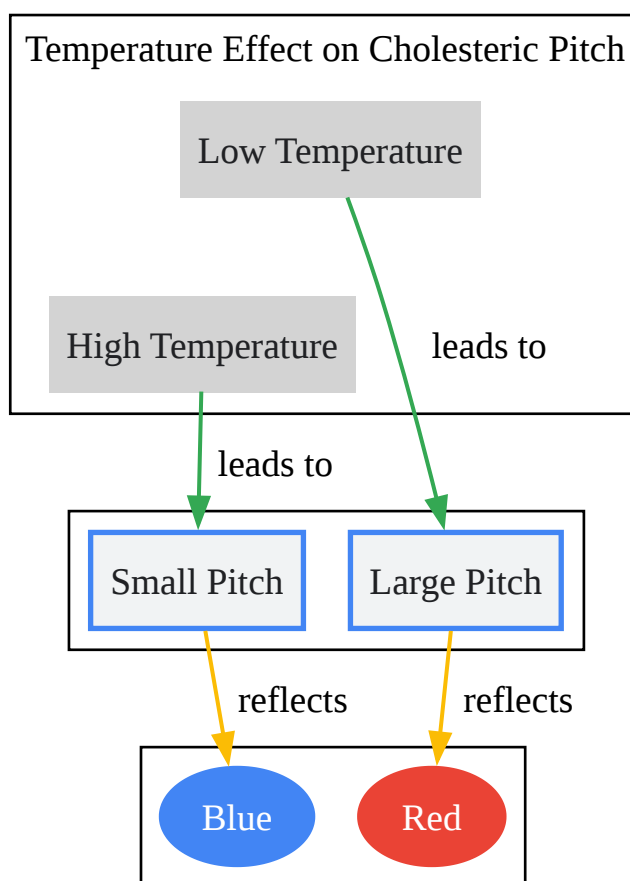 Temperature Effect on Cholesteric Pitch
Low Temperature
High Temperature
leads to
leads to
Small Pitch
Large Pitch
reflects
reflects
Blue
Red